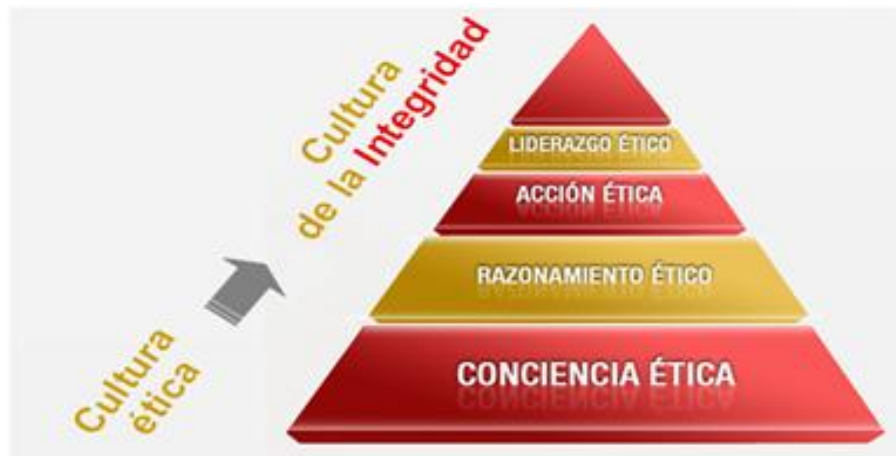 Cultura
de la Integridad
Cultura
ética
LIDERAZGO ÉTICO
ACCIÓN ÉTICA
RAZONAMIENTO ÉTICO
CONCIENCIA ÉTICA